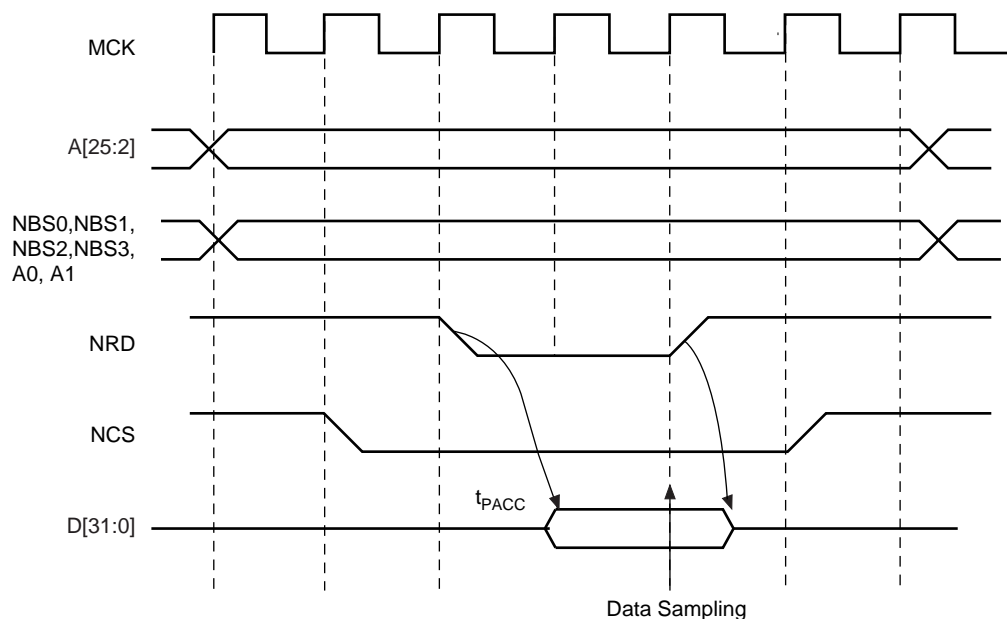 MCK
A[25:2]
NBS0,NBS1,
NBS2,NBS3,
A0, A1
NRD
NCS
tPACC
D[31:0]
Data Sampling